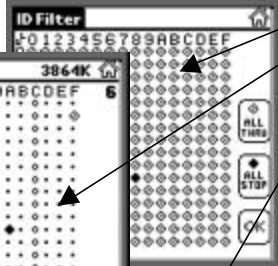 ID Filter
0123456789ABCDEF
3864K
ABCDEF 6
ALL
THRU
ALL
STOP
OK